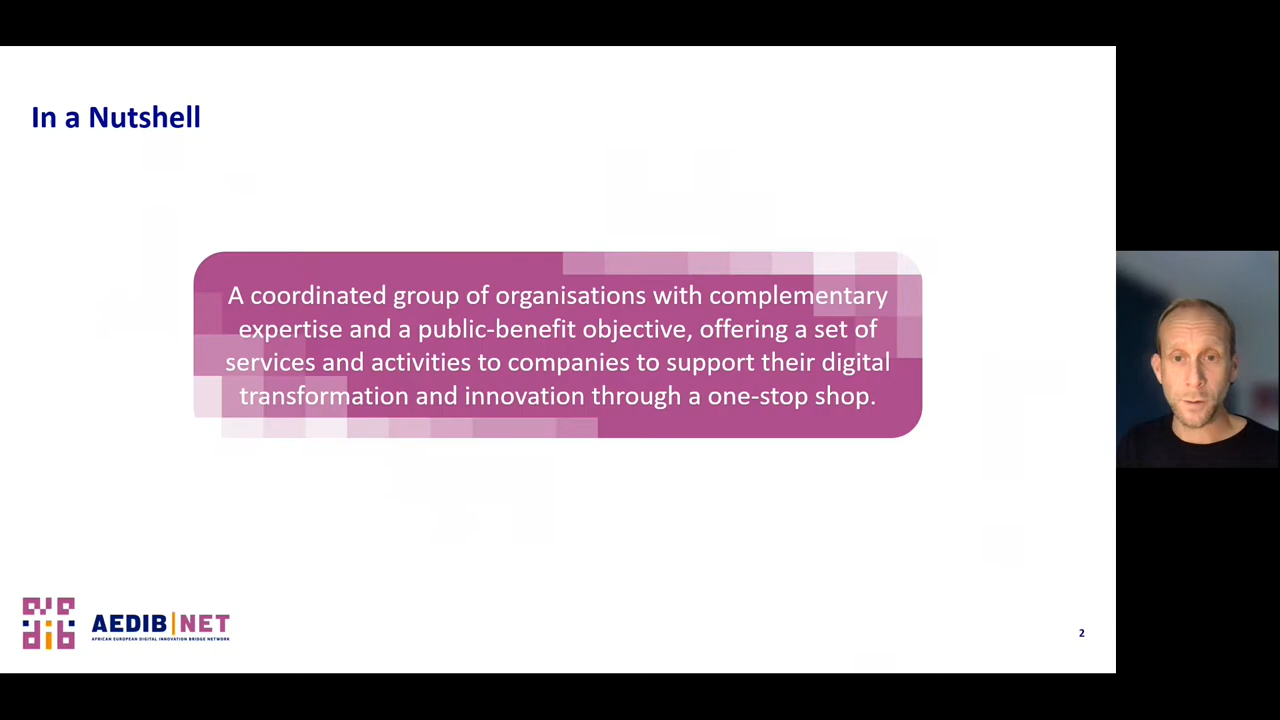 In a Nutshell
A coordinated group of organisations with complementary
expertise and a public-benefit objective, offering a set of
services and activities to companies to support their digital
transformation and innovation through a one-stop shop.
AEDIB|NET
AFRICAN EUROPEAN DIGITAL INNOVATION BRIDGE NETWORK
2